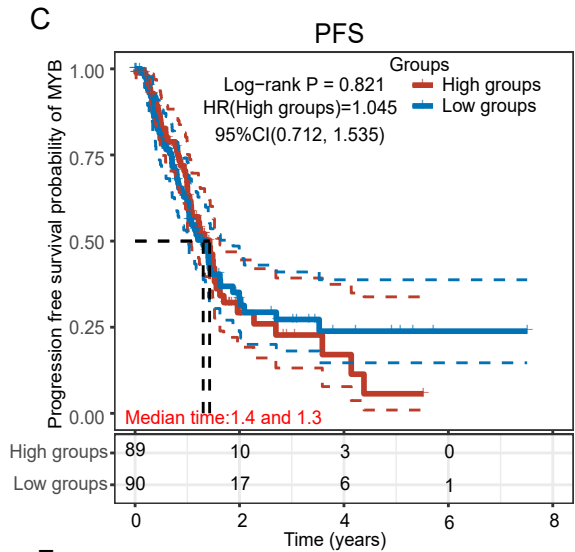 C
PFS
Groups
Log−rank P = 0.821
High groups
HR(High groups)=1.045
Low groups
95%CI(0.712, 1.535)
Progression free survival probability of MYB
1.00
0.75
0.50
0.25
0.00
Median time:1.4 and 1.3
High groups 89 10 3 0
Low groups 90 17 6 1
0 2 4 6 8
Time (years)